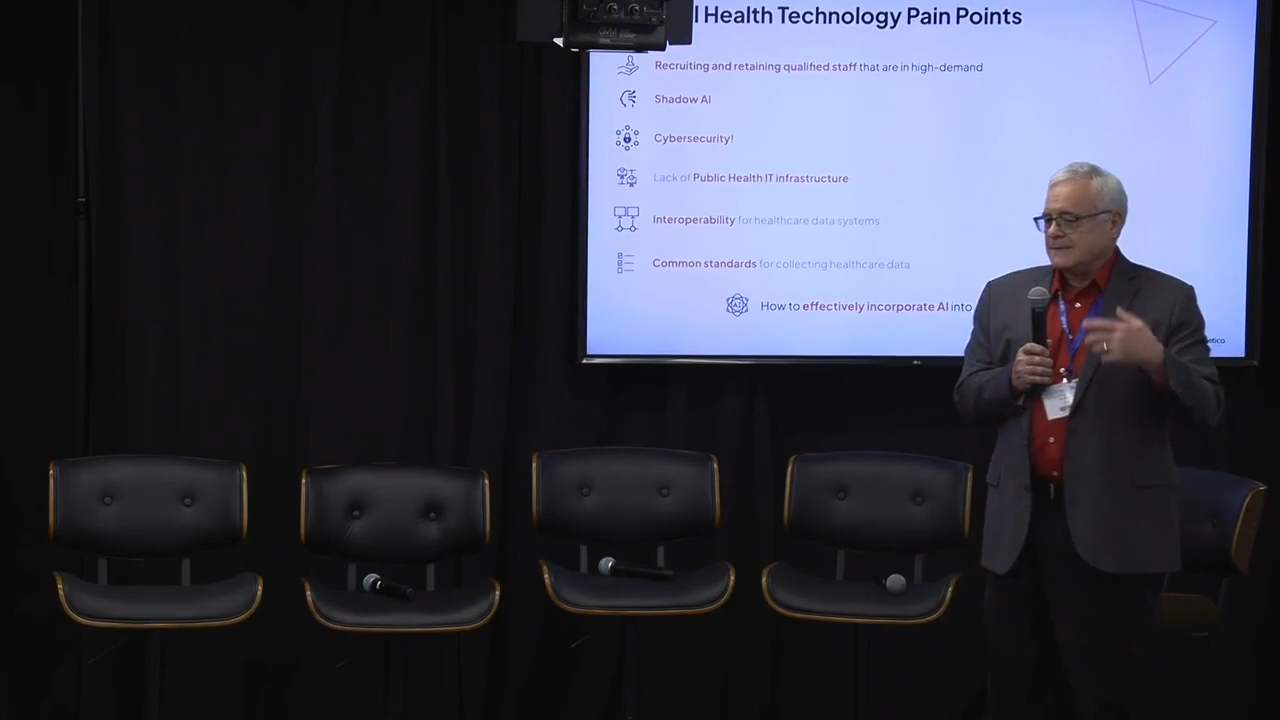 l Health Technology Pain Points
Recruiting and retaining qualified staff that are in high-demand
Shadow AI
Cybersecurity!
Lack of Public Health IT infrastructure
Interoperability for healthcare data systems
Common standards for collecting healthcare data
AI
How to effectively incorporate AI into
LG